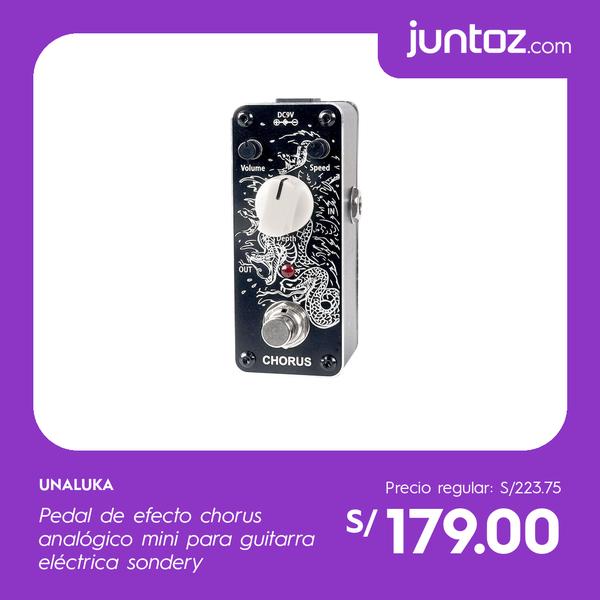 juntoz.com
DC9V
Volume
Speed
IN
Depth
OUT
CHORUS
UNALUKA
Pedal de efecto chorus
analógico mini para guitarra
eléctrica sondery
Precio regular: S/223.75
S/179.00